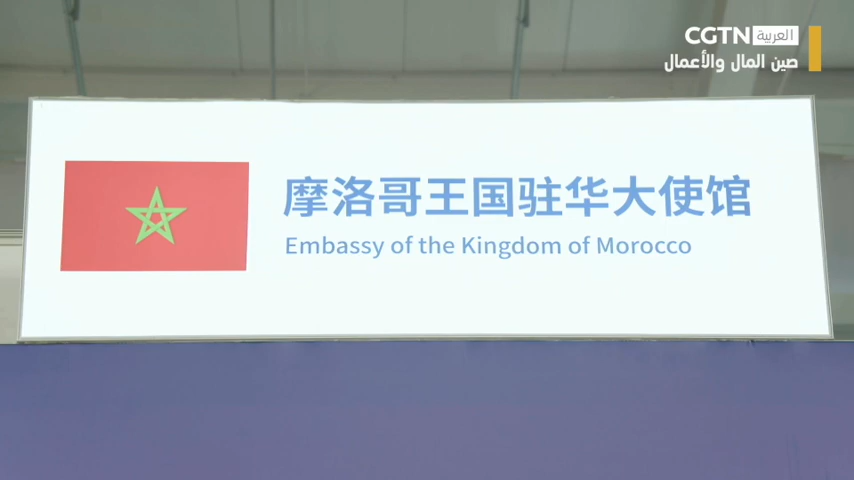 CGTN العربية
صين المال والأعمال
摩洛哥王国驻华大使馆
Embassy of the Kingdom of Morocco